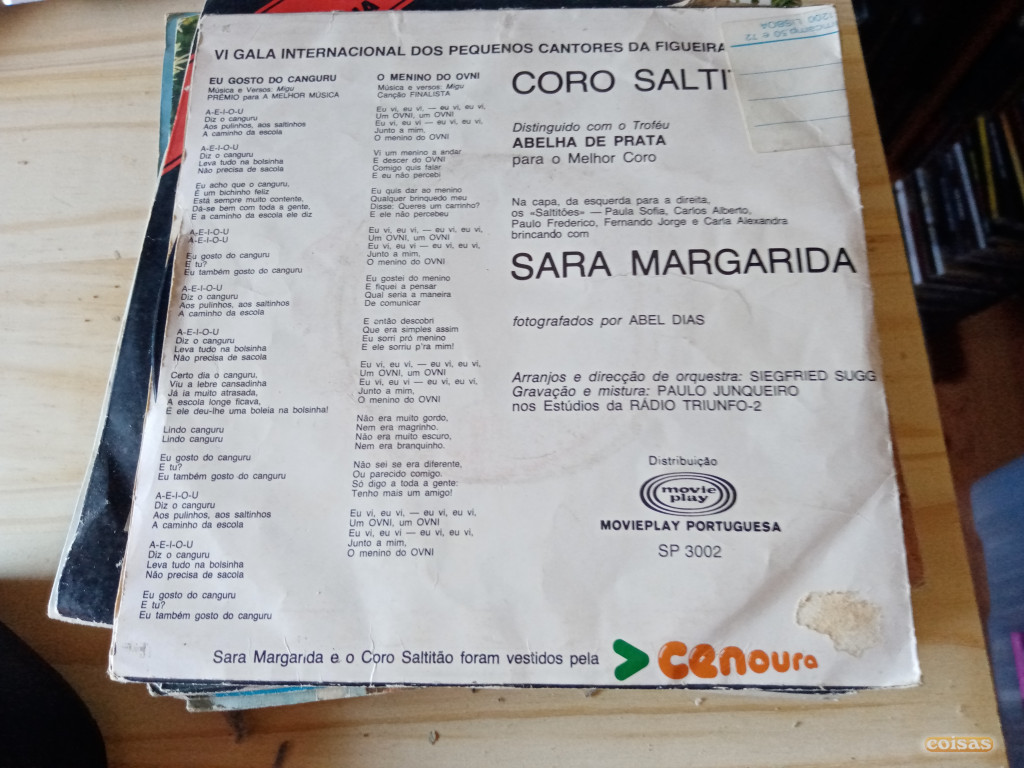 VI GALA INTERNACIONAL DOS PEQUENOS CANTORES DA FIGUEIRA
EU GOSTO DO CANGURU
Música e Versos: Migu
PRÉMIO para A MELHOR MÚSICA
A-E-I-O-U
Diz o canguru
Aos pulinhos, aos saltinhos
A caminho da escola
A-E-I-O-U
Diz o canguru
Leva tudo na bolsinha
Não precisa de sacola
Eu acho que o canguru,
É um bichinho feliz
Está sempre muito contente,
Dá-se bem com toda a gente,
E a caminho da escola ele diz
A-E-I-O-U
A-E-I-O-U
Eu gosto do canguru
E tu?
Eu também gosto do canguru
A-E-I-O-U
Diz o canguru
Aos pulinhos, aos saltinhos
A caminho da escola
A-E-I-O-U
Diz o canguru
Leva tudo na bolsinha
Não precisa de sacola
Certo dia o canguru,
Viu a lebre cansadinha
Já ia muito atrasada,
A escola longe ficava,
E ele deu-lhe uma boleia na bolsinha!
Lindo canguru
Lindo canguru
Eu gosto do canguru
E tu?
Eu também gosto do canguru
A-E-I-O-U
Diz o canguru
Aos pulinhos, aos saltinhos
A caminho da escola
A-E-I-O-U
Diz o canguru
Leva tudo na bolsinha
Não precisa de sacola
Eu gosto do canguru
E tu?
Eu também gosto do canguru
O MENINO DO OVNI
Música e versos: Migu
Canção FINALISTA
Eu vi, eu vi, — eu vi, eu vi,
Um OVNI, um OVNI
Eu vi, eu vi — eu vi, eu vi,
Junto a mim,
O menino do OVNI
Vi um menino a andar
E descer do OVNI
Comigo quis falar
E eu não percebi
Eu quis dar ao menino
Qualquer brinquedo meu
Disse: Queres um carrinho?
E ele não percebeu
Eu vi, eu vi, — eu vi, eu vi,
Um OVNI, um OVNI
Eu vi, eu vi — eu vi, eu vi,
Junto a mim,
O menino do OVNI
Eu gostei do menino
E fiquei a pensar
Qual seria a maneira
De comunicar
E então descobri
Que era simples assim
Eu sorri pró menino
E ele sorriu p'ra mim!
Eu vi, eu vi, — eu vi, eu vi,
Um OVNI, um OVNI
Eu vi, eu vi — eu vi, eu vi,
Junto a mim,
O menino do OVNI
Não era muito gordo,
Nem era magrinho.
Não era muito escuro,
Nem era branquinho.
Não sei se era diferente,
Ou parecido comigo.
Só digo a toda a gente:
Tenho mais um amigo!
Eu vi, eu vi, — eu vi, eu vi,
Um OVNI, um OVNI
Eu vi, eu vi — eu vi, eu vi,
Junto a mim,
O menino do OVNI
CORO SALTIT
Distinguido com o Troféu
ABELHA DE PRATA
para o Melhor Coro
Na capa, da esquerda para a direita,
os «Saltitões» — Paula Sofia, Carlos Alberto,
Paulo Frederico, Fernando Jorge e Carla Alexandra
brincando com
SARA MARGARIDA
fotografados por ABEL DIAS
Arranjos e direcção de orquestra: SIEGFRIED SUGG
Gravação e mistura: PAULO JUNQUEIRO
nos Estúdios da RÁDIO TRIUNFO-2
Distribuição
movie
play
MOVIEPLAY PORTUGUESA
SP 3002
Sara Margarida e o Coro Saltitão foram vestidos pela cenoura
1200 LISBOA
50 e 72
coisas